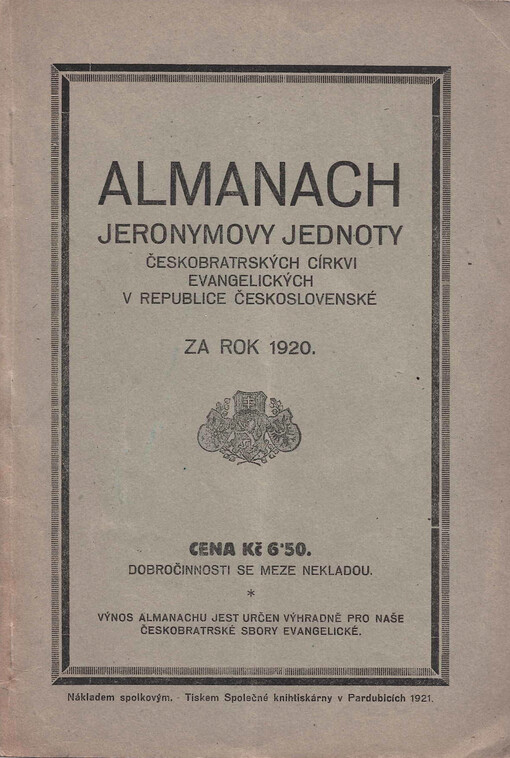 ALMANACH
JERONYMOVY JEDNOTY
ČESKOBRATRSKÝCH CÍRKVI
EVANGELICKÝCH
V REPUBLICE ČESKOSLOVENSKÉ
ZA ROK 1920.
CENA Kč 6'50.
DOBROČINNOSTI SE MEZE NEKLADOU.
*
VÝNOS ALMANACHU JEST URČEN VÝHRADNĚ PRO NAŠE
ČESKOBRATRSKÉ SBORY EVANGELICKÉ.
Nákladem spolkovým. - Tiskem Společné knihtiskárny v Pardubicích 1921.